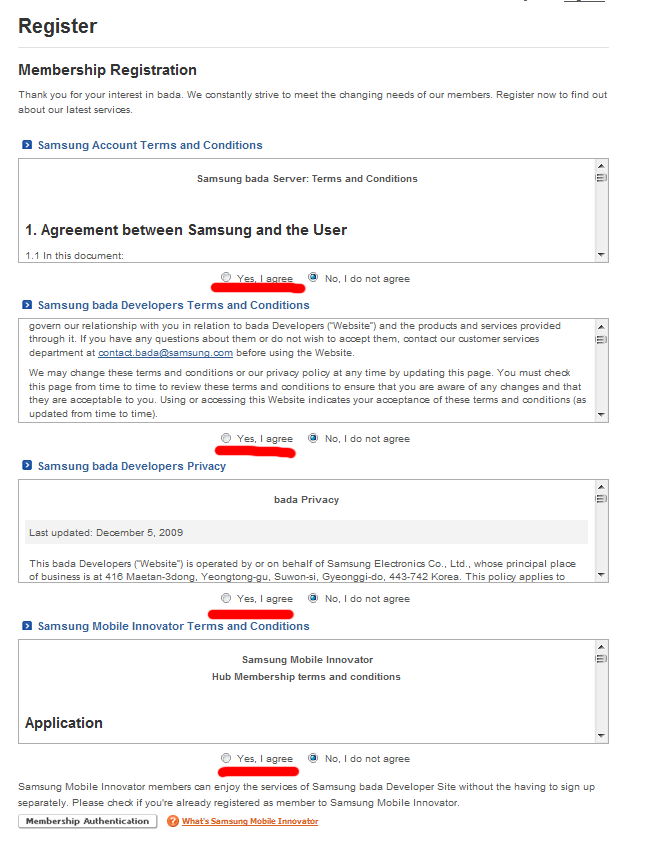 Register
Membership Registration
Thank you for your interest in bada. We constantly strive to meet the changing needs of our members. Register now to find out
about our latest services.
Samsung Account Terms and Conditions
Samsung bada Server: Terms and Conditions
1. Agreement between Samsung and the User
1.1 In this document:
Yes, I agree No, I do not agree
Samsung bada Developers Terms and Conditions
govern our relationship with you in relation to bada Developers ("Website") and the products and services provided
through it. If you have any questions about them or do not wish to accept them, contact our customer services
department at contact.bada@samsung.com before using the Website.
We may change these terms and conditions or our privacy policy at any time by updating this page. You must check
this page from time to time to review these terms and conditions to ensure that you are aware of any changes and that
they are acceptable to you. Using or accessing this Website indicates your acceptance of these terms and conditions (as
updated from time to time).
Yes, I agree No, I do not agree
Samsung bada Developers Privacy
bada Privacy
Last updated: December 5, 2009
This bada Developers ("Website") is operated by or on behalf of Samsung Electronics Co., Ltd., whose principal place
of business is at 416 Maetan-3dong, Yeongtong-gu, Suwon-si, Gyeonggi-do, 443-742 Korea. This policy applies to
Yes, I agree No, I do not agree
Samsung Mobile Innovator Terms and Conditions
Samsung Mobile Innovator
Hub Membership terms and conditions
Application
Yes, I agree No, I do not agree
Samsung Mobile Innovator members can enjoy the services of Samsung bada Developer Site without the having to sign up
separately. Please check if you're already registered as member to Samsung Mobile Innovator.
Membership Authentication What's Samsung Mobile Innovator